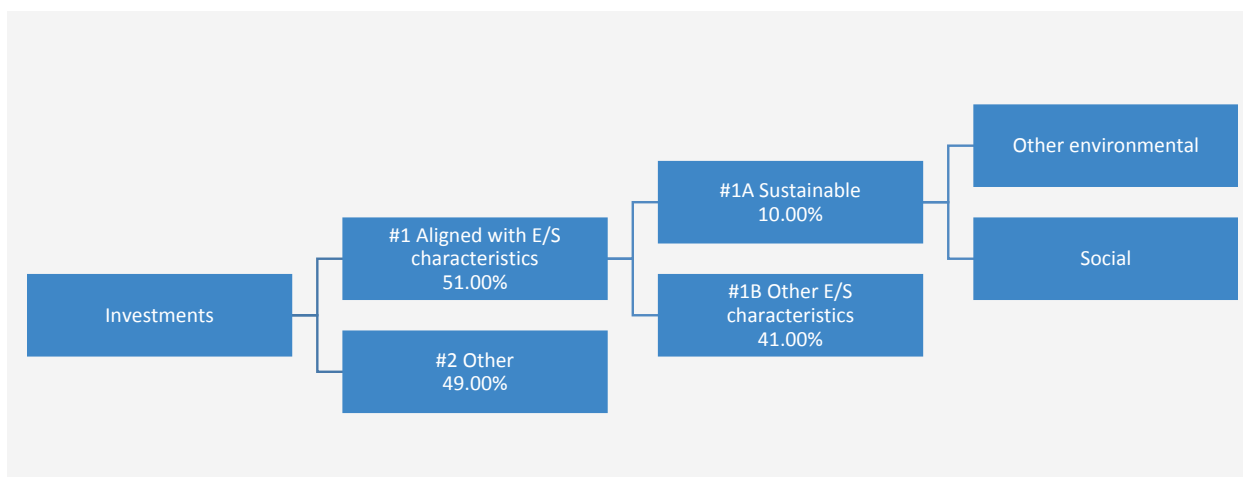 Investments
#1 Aligned with E/S
characteristics
51.00%
#2 Other
49.00%
#1A Sustainable
10.00%
#1B Other E/S
characteristics
41.00%
Other environmental
Social